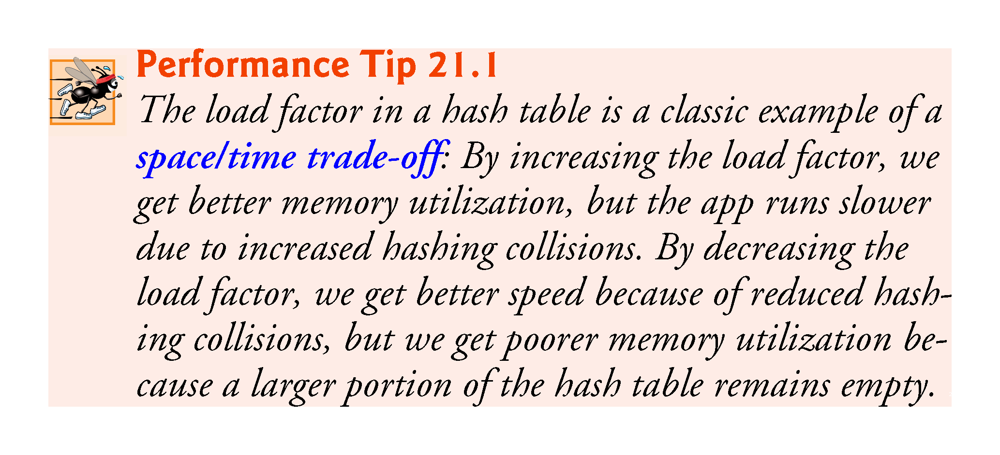 Performance Tip 21.1
The load factor in a hash table is a classic example of a
space/time trade-off: By increasing the load factor, we
get better memory utilization, but the app runs slower
due to increased hashing collisions. By decreasing the
load factor, we get better speed because of reduced hash-
ing collisions, but we get poorer memory utilization be-
cause a larger portion of the hash table remains empty.